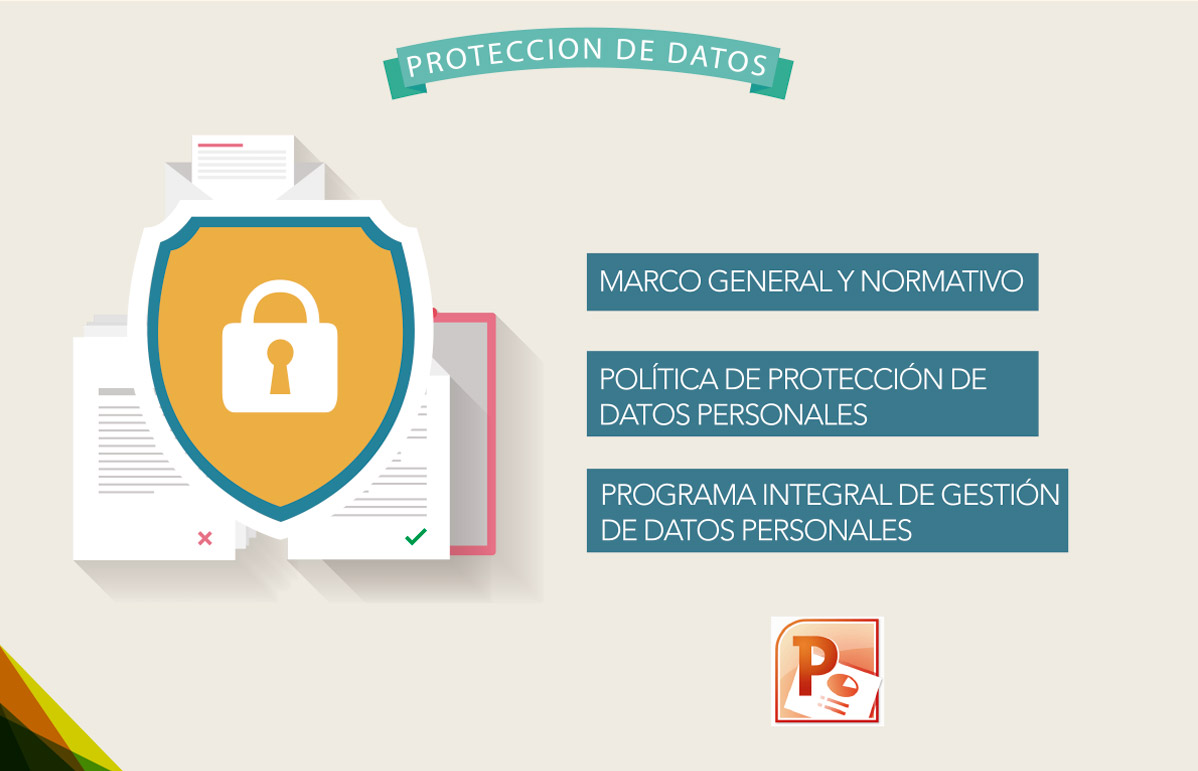 PROTECCION DE DATOS
MARCO GENERAL Y NORMATIVO
POLÍTICA DE PROTECCIÓN DE
DATOS PERSONALES
PROGRAMA INTEGRAL DE GESTIÓN
DE DATOS PERSONALES
P